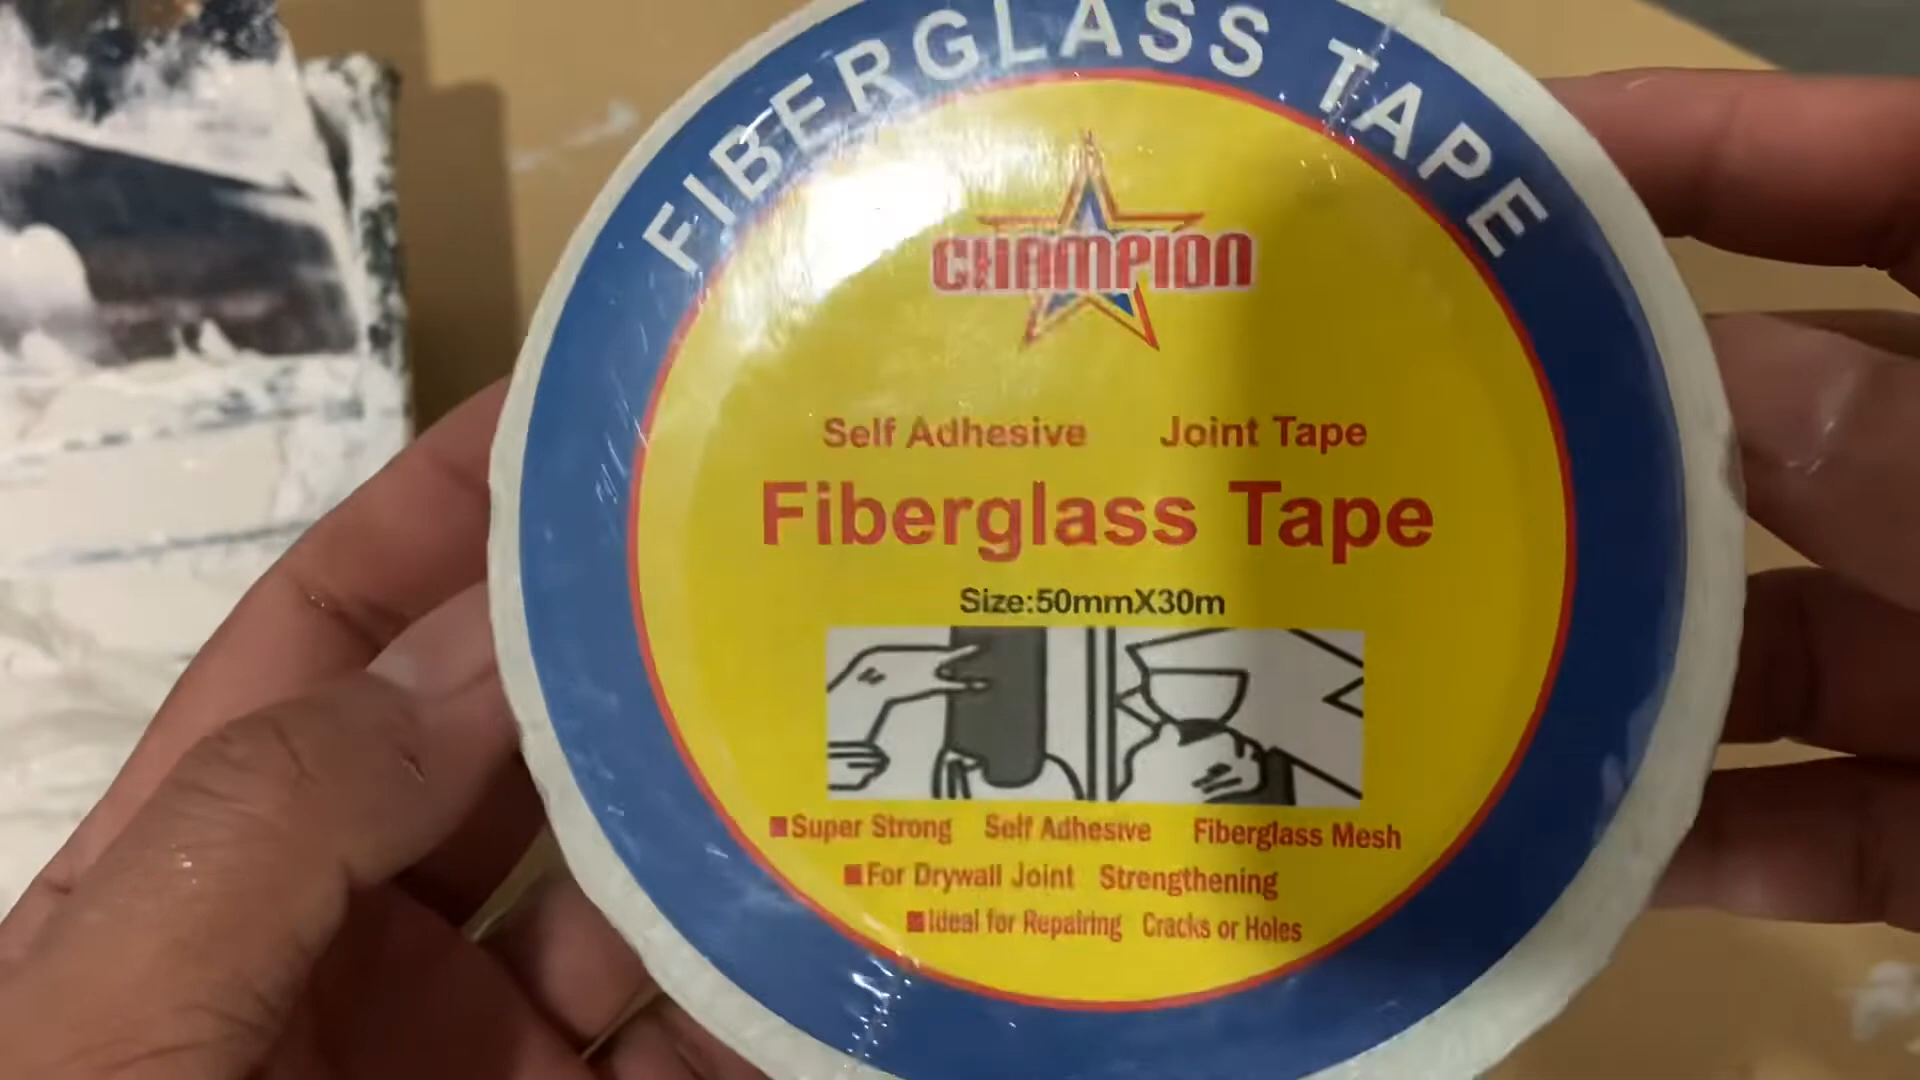 FIBERGLASS TAPE
CHAMPION
Self Adhesive Joint Tape
Fiberglass Tape
Size:50mmX30m
Super Strong Self Adhesive Fiberglass Mesh
For Drywall Joint Strengthening
Ideal for Repairing Cracks or Holes